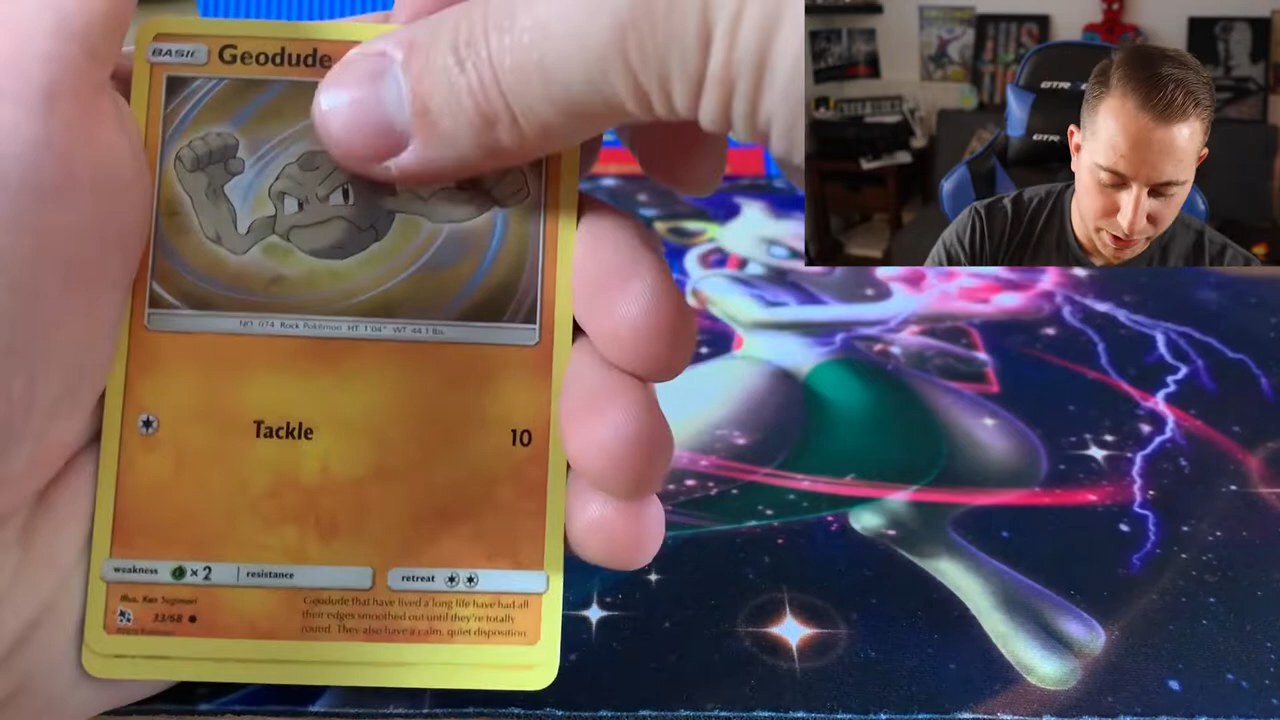 BASIC Geodude
NO. 074 Rock Pokémon HT: 1'04" WT: 44.1 lbs.
Tackle 10
weakness ×2 resistance retreat
Illus. Ken Sugimori
33/68
Geodude that have lived a long life have had all
their edges smoothed out until they're totally
round. They also have a calm, quiet disposition.
GTR
GTR